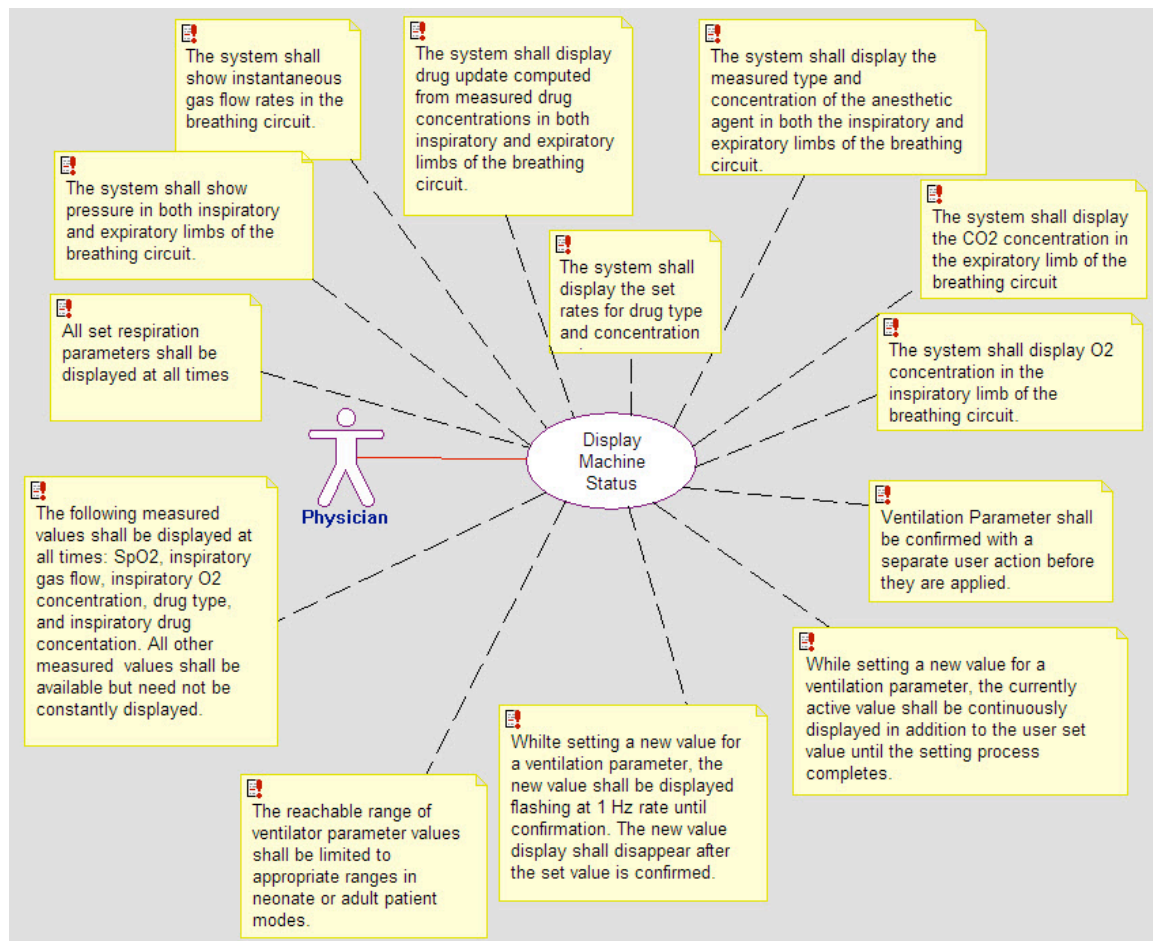 The system shall
show instantaneous
gas flow rates in the
breathing circuit.
The system shall display
drug update computed
from measured drug
concentrations in both
inspiratory and expiratory
limbs of the breathing
circuit.
The system shall display the
measured type and
concentration of the anesthetic
agent in both the inspiratory and
expiratory limbs of the breathing
circuit.
The system shall show
pressure in both inspiratory
and expiratory limbs of the
breathing circuit.
The system shall display
the CO2 concentration in
the expiratory limb of the
breathing circuit
The system shall
display the set
rates for drug type
and concentration
All set respiration
parameters shall be
displayed at all times
The system shall display O2
concentration in the
inspiratory limb of the
breathing circuit.
Display
Machine
Status
Physician
The following measured
values shall be displayed at
all times: SpO2, inspiratory
gas flow, inspiratory O2
concentration, drug type,
and inspiratory drug
concentation. All other
measured values shall be
available but need not be
constantly displayed.
Ventilation Parameter shall
be confirmed with a
separate user action before
they are applied.
While setting a new value for a
ventilation parameter, the currently
active value shall be continuously
displayed in addition to the user set
value until the setting process
completes.
Whilte setting a new value for
a ventilation parameter, the
new value shall be displayed
flashing at 1 Hz rate until
confirmation. The new value
display shall disappear after
the set value is confirmed.
The reachable range of
ventilator parameter values
shall be limited to
appropriate ranges in
neonate or adult patient
modes.